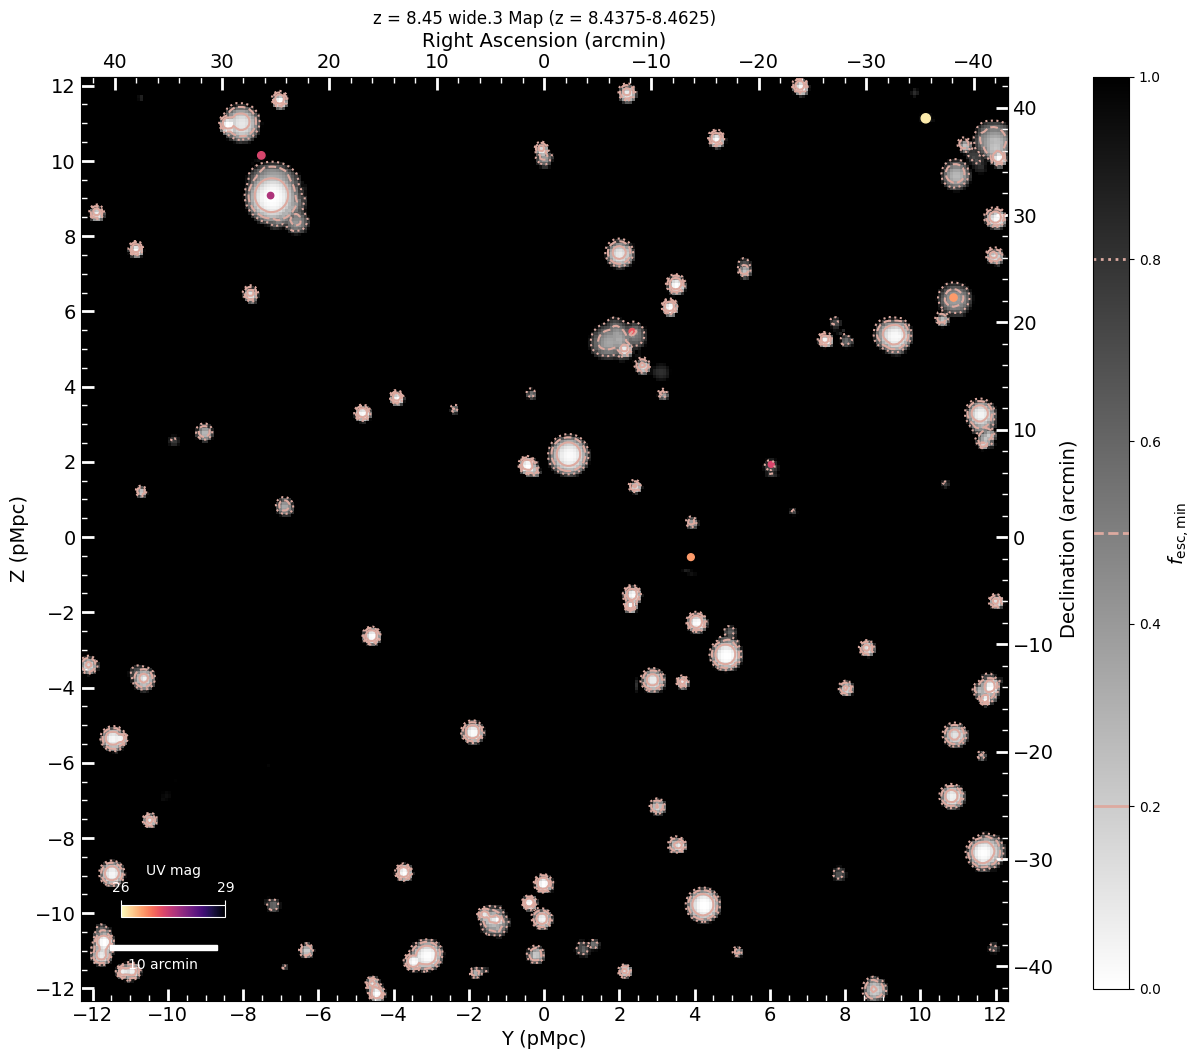 z = 8.45 wide.3 Map (z = 8.4375-8.4625)
Right Ascension (arcmin)
40 30 20 10 0 −10 −20 −30 −40
12 10 8 6 4 2 0 −2 −4 −6 −8 −10 −12
Z (pMpc)
40 30 20 10 0 −10 −20 −30 −40
Declination (arcmin)
1.0 0.8 0.6 0.4 0.2 0.0
f_esc,min
UV mag
26 29
10 arcmin
−12 −10 −8 −6 −4 −2 0 2 4 6 8 10 12
Y (pMpc)